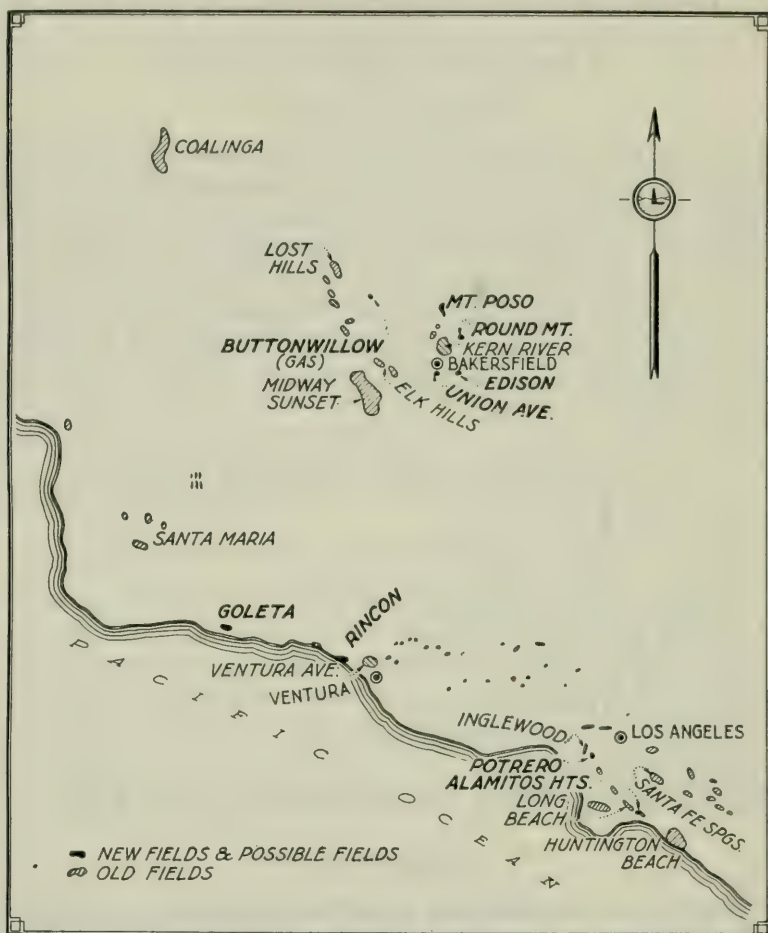 COALINGA
LOST
HILLS
MT. POSO
ROUND MT.
BUTTONWILLOW
(GAS)
KERN RIVER
BAKERSFIELD
EDISON
MIDWAY
SUNSET
ELK HILLS
UNION AVE.
SANTA MARIA
GOLETA
RINCON
VENTURA AVE.
VENTURA
PACIFIC OCEAN
INGLEWOOD
LOS ANGELES
POTRERO
ALAMITOS HTS.
LONG
BEACH
SANTA FE SPGS.
HUNTINGTON
BEACH
NEW FIELDS & POSSIBLE FIELDS
OLD FIELDS